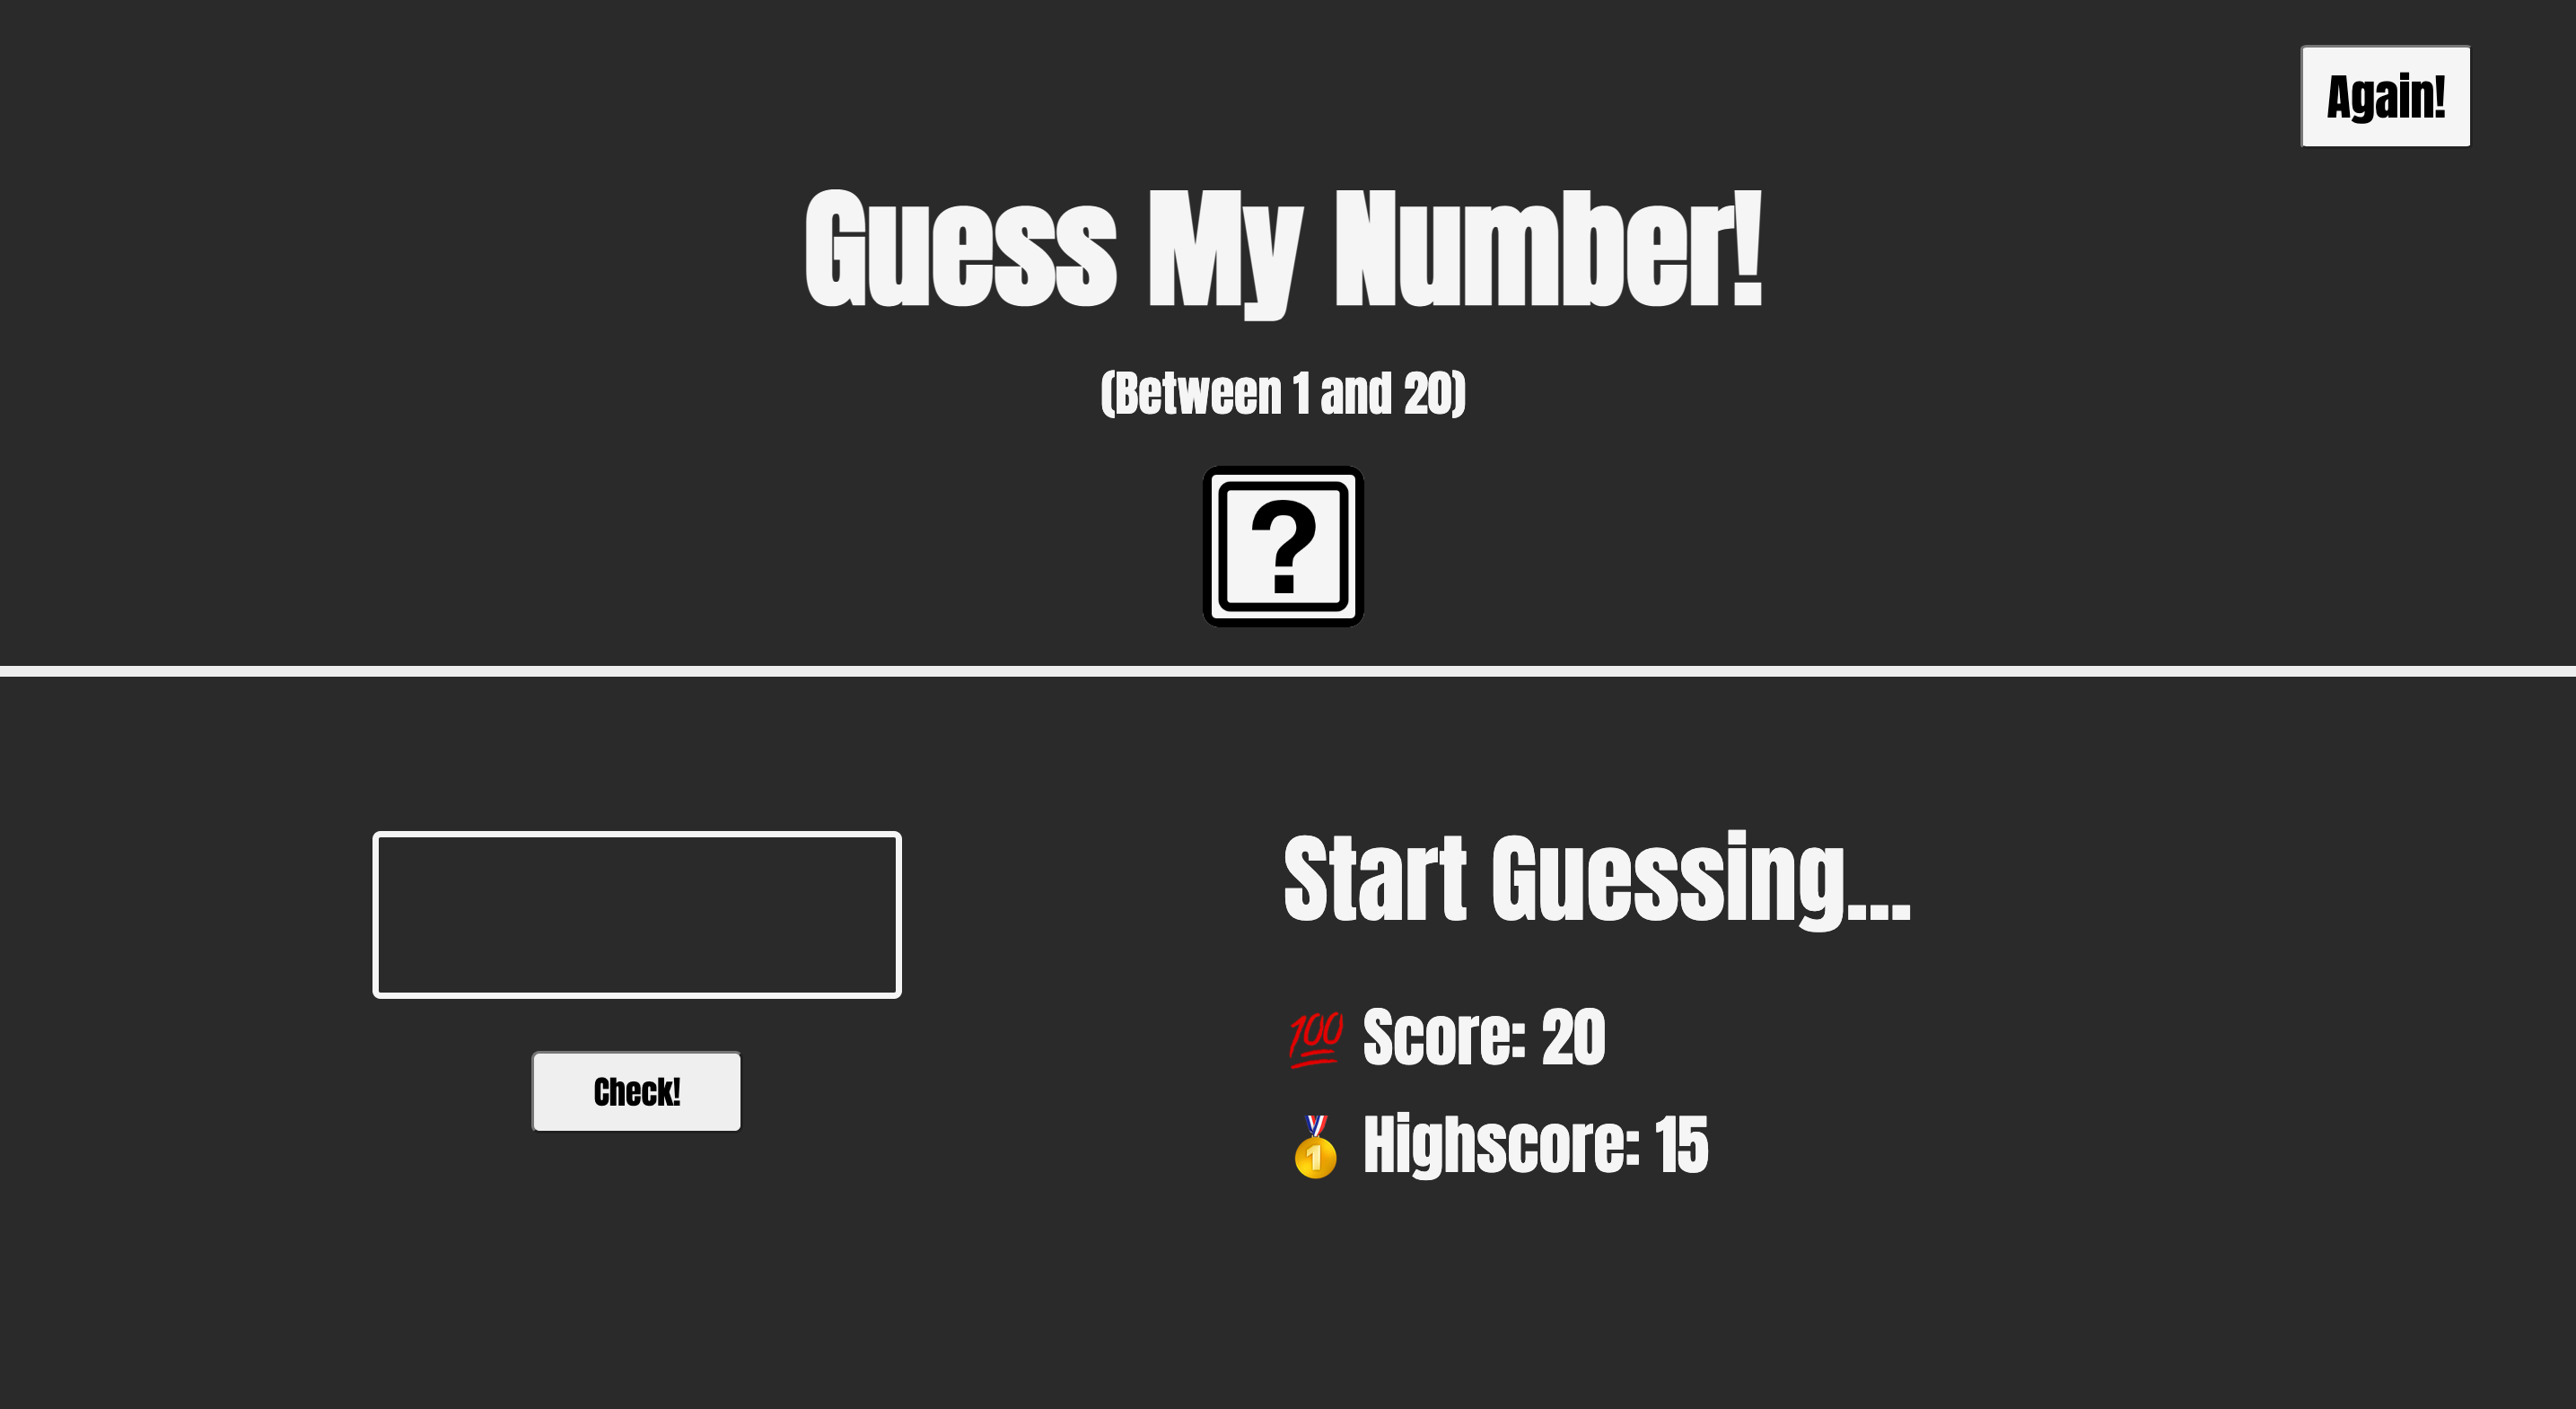 Again!
Guess My Number!
(Between 1 and 20)
?
Start Guessing...
💯 Score: 20
Check!
🥇 Highscore: 15